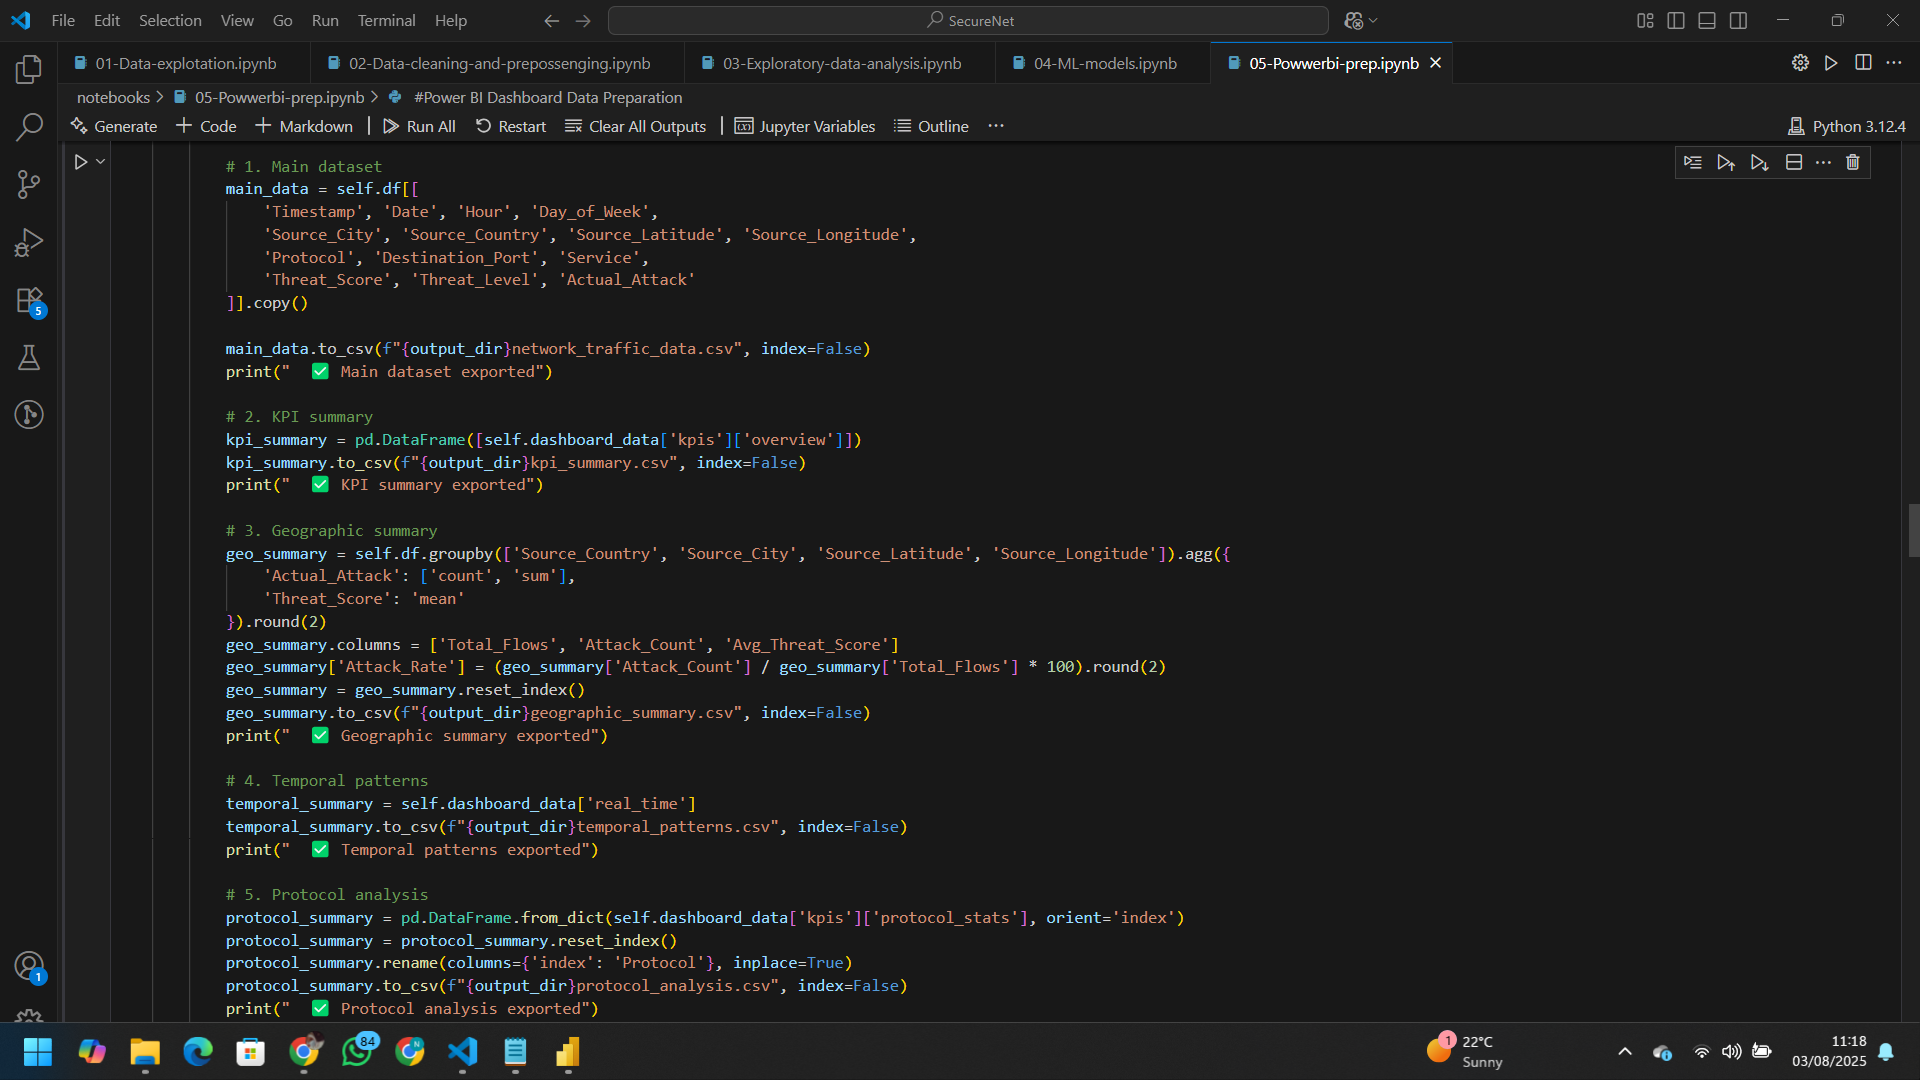 File Edit Selection View Go Run Terminal Help
SecureNet
01-Data-explotation.ipynb
02-Data-cleaning-and-prepossenging.ipynb
03-Exploratory-data-analysis.ipynb
04-ML-models.ipynb
05-Powwerbi-prep.ipynb
notebooks > 05-Powwerbi-prep.ipynb > #Power BI Dashboard Data Preparation
Generate + Code + Markdown | Run All Restart Clear All Outputs | Jupyter Variables Outline ...
Python 3.12.4
# 1. Main dataset
main_data = self.df[[
'Timestamp', 'Date', 'Hour', 'Day_of_Week',
'Source_City', 'Source_Country', 'Source_Latitude', 'Source_Longitude',
'Protocol', 'Destination_Port', 'Service',
'Threat_Score', 'Threat_Level', 'Actual_Attack'
]].copy()
main_data.to_csv(f"{output_dir}network_traffic_data.csv", index=False)
print("  ✅ Main dataset exported")
# 2. KPI summary
kpi_summary = pd.DataFrame([self.dashboard_data['kpis']['overview']])
kpi_summary.to_csv(f"{output_dir}kpi_summary.csv", index=False)
print("  ✅ KPI summary exported")
# 3. Geographic summary
geo_summary = self.df.groupby(['Source_Country', 'Source_City', 'Source_Latitude', 'Source_Longitude']).agg({
'Actual_Attack': ['count', 'sum'],
'Threat_Score': 'mean'
}).round(2)
geo_summary.columns = ['Total_Flows', 'Attack_Count', 'Avg_Threat_Score']
geo_summary['Attack_Rate'] = (geo_summary['Attack_Count'] / geo_summary['Total_Flows'] * 100).round(2)
geo_summary = geo_summary.reset_index()
geo_summary.to_csv(f"{output_dir}geographic_summary.csv", index=False)
print("  ✅ Geographic summary exported")
# 4. Temporal patterns
temporal_summary = self.dashboard_data['real_time']
temporal_summary.to_csv(f"{output_dir}temporal_patterns.csv", index=False)
print("  ✅ Temporal patterns exported")
# 5. Protocol analysis
protocol_summary = pd.DataFrame.from_dict(self.dashboard_data['kpis']['protocol_stats'], orient='index')
protocol_summary = protocol_summary.reset_index()
protocol_summary.rename(columns={'index': 'Protocol'}, inplace=True)
protocol_summary.to_csv(f"{output_dir}protocol_analysis.csv", index=False)
print("  ✅ Protocol analysis exported")
5
1
84
N
1
22°C
Sunny
11:18
03/08/2025